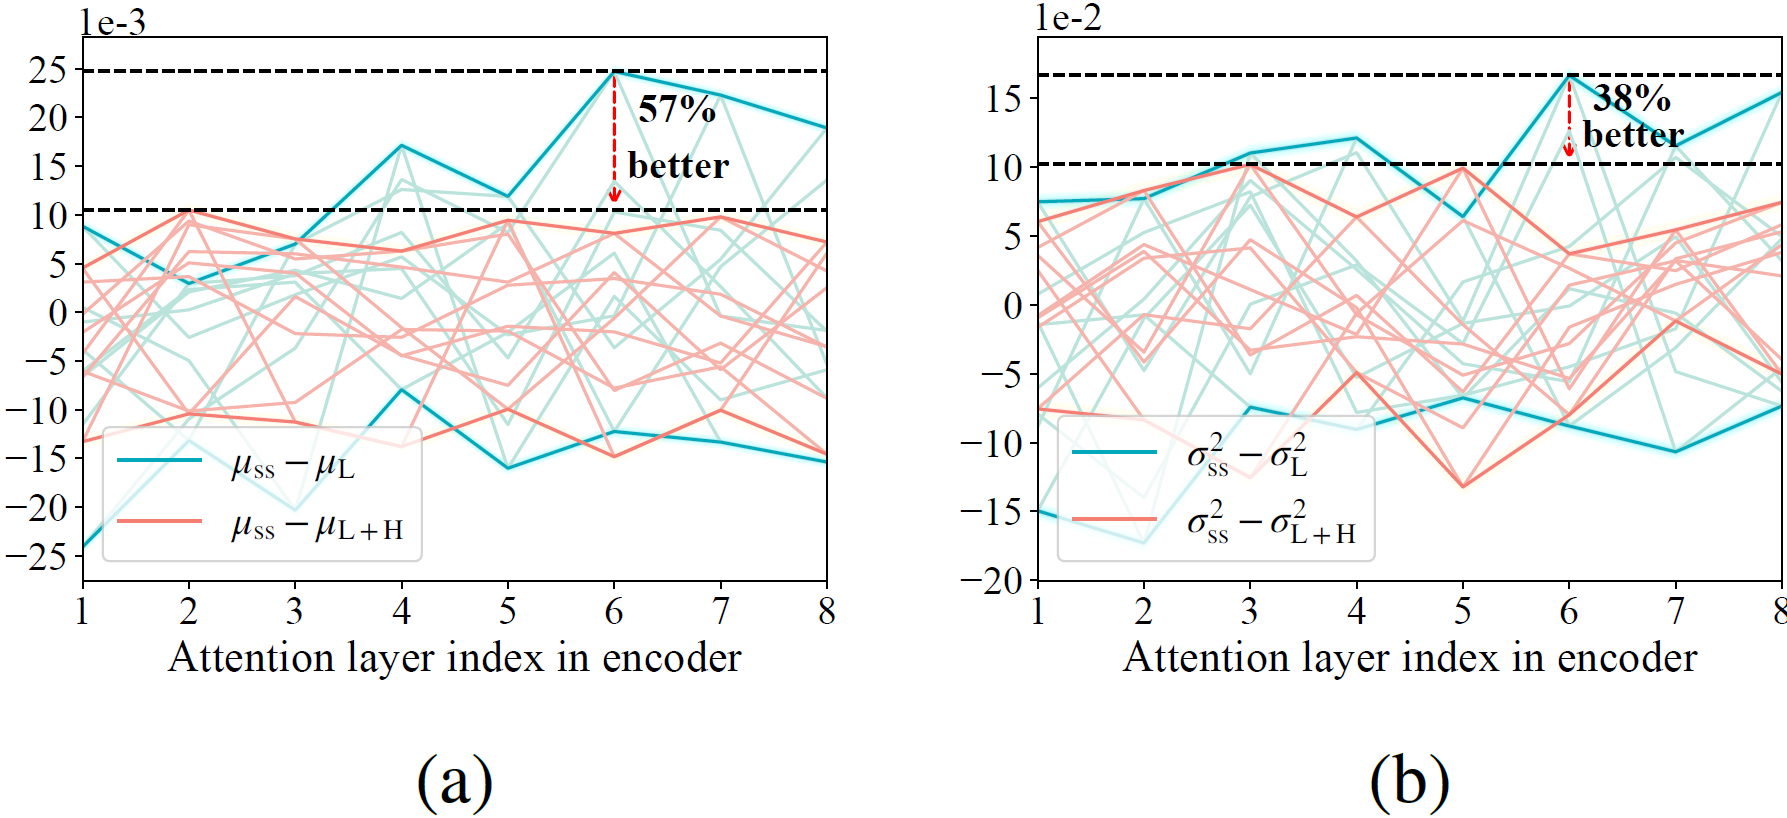 1e-3
25
20
15
10
5
0
−5
−10
−15
−20
−25
57%
better
μss − μL
μss − μL+H
1 2 3 4 5 6 7 8
Attention layer index in encoder
(a)
1e-2
15
10
5
0
−5
−10
−15
−20
38%
better
σ²ss − σ²L
σ²ss − σ²L+H
1 2 3 4 5 6 7 8
Attention layer index in encoder
(b)